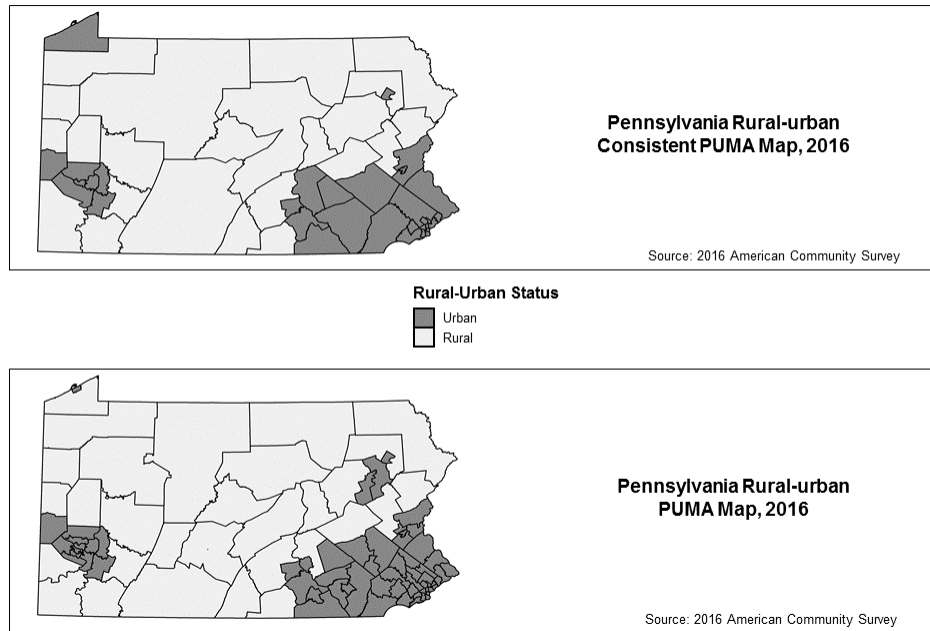 Pennsylvania Rural-urban
Consistent PUMA Map, 2016
Source: 2016 American Community Survey
Rural-Urban Status
Urban
Rural
Pennsylvania Rural-urban
PUMA Map, 2016
Source: 2016 American Community Survey